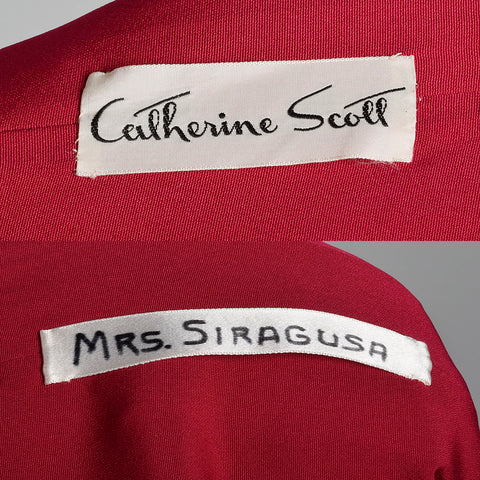 Catherine Scott
MRS. SIRAGUSA